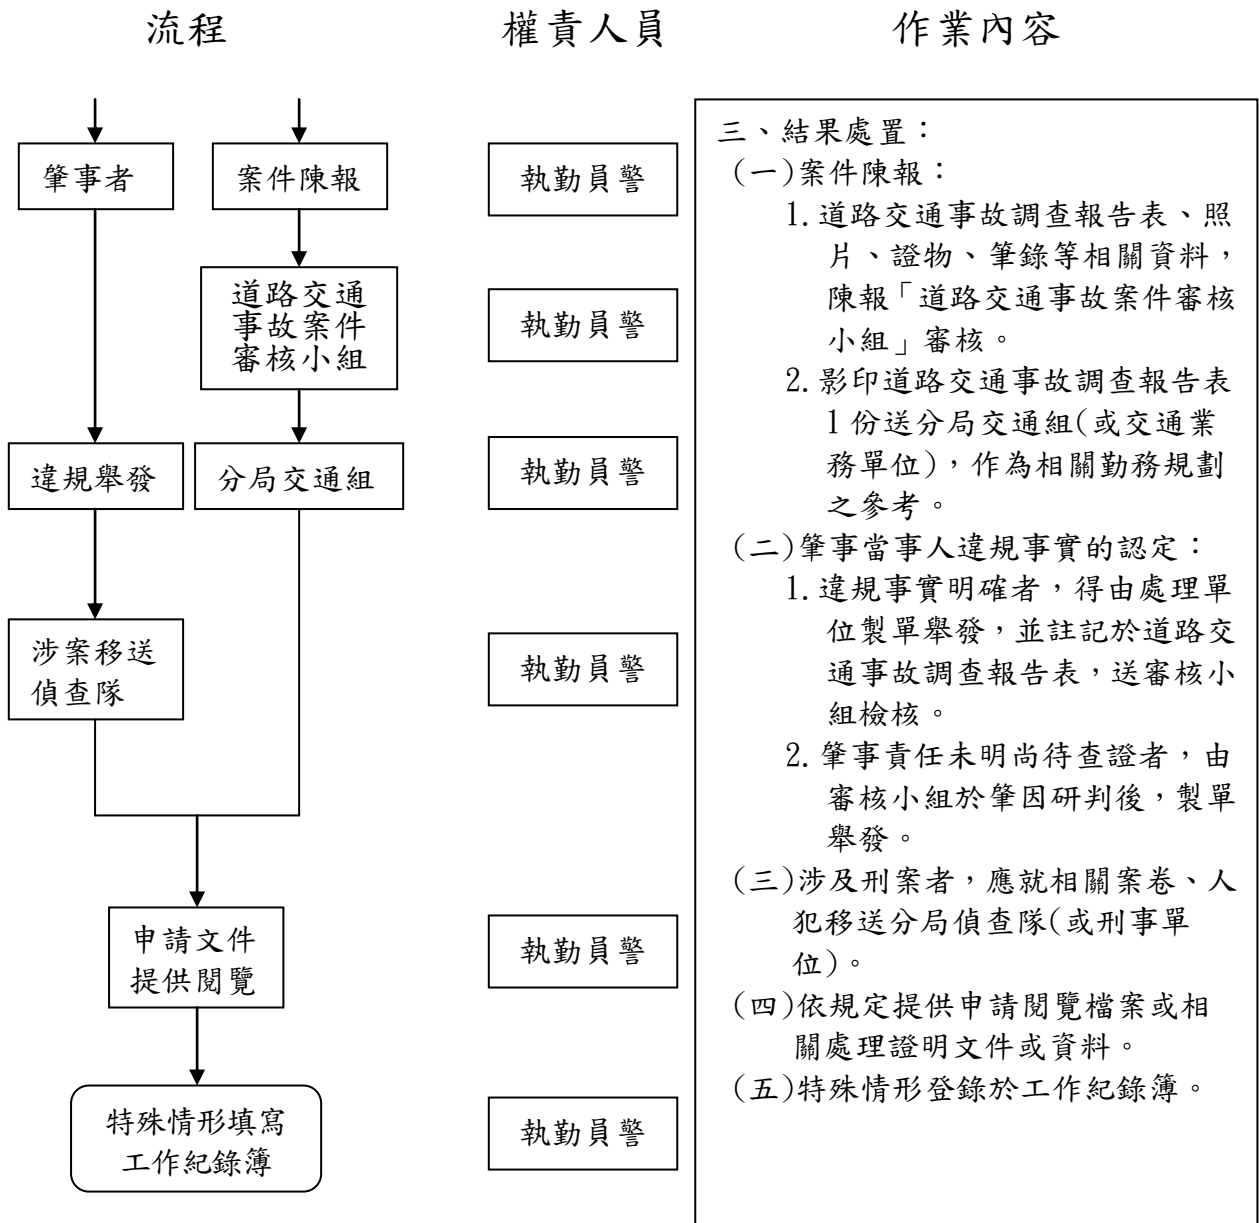 流程 權責人員 作業內容
肇事者 案件陳報 執勤員警
道路交通
事故案件
審核小組
執勤員警
違規舉發 分局交通組 執勤員警
涉案移送
偵查隊
執勤員警
申請文件
提供閱覽
執勤員警
特殊情形填寫
工作紀錄簿
執勤員警
三、結果處置：
(一)案件陳報：
1.道路交通事故調查報告表、照
片、證物、筆錄等相關資料，
陳報「道路交通事故案件審核
小組」審核。
2.影印道路交通事故調查報告表
1份送分局交通組(或交通業
務單位)，作為相關勤務規劃
之參考。
(二)肇事當事人違規事實的認定：
1.違規事實明確者，得由處理單
位製單舉發，並註記於道路交
通事故調查報告表，送審核小
組檢核。
2.肇事責任未明尚待查證者，由
審核小組於肇因研判後，製單
舉發。
(三)涉及刑案者，應就相關案卷、人
犯移送分局偵查隊(或刑事單
位)。
(四)依規定提供申請閱覽檔案或相
關處理證明文件或資料。
(五)特殊情形登錄於工作紀錄簿。